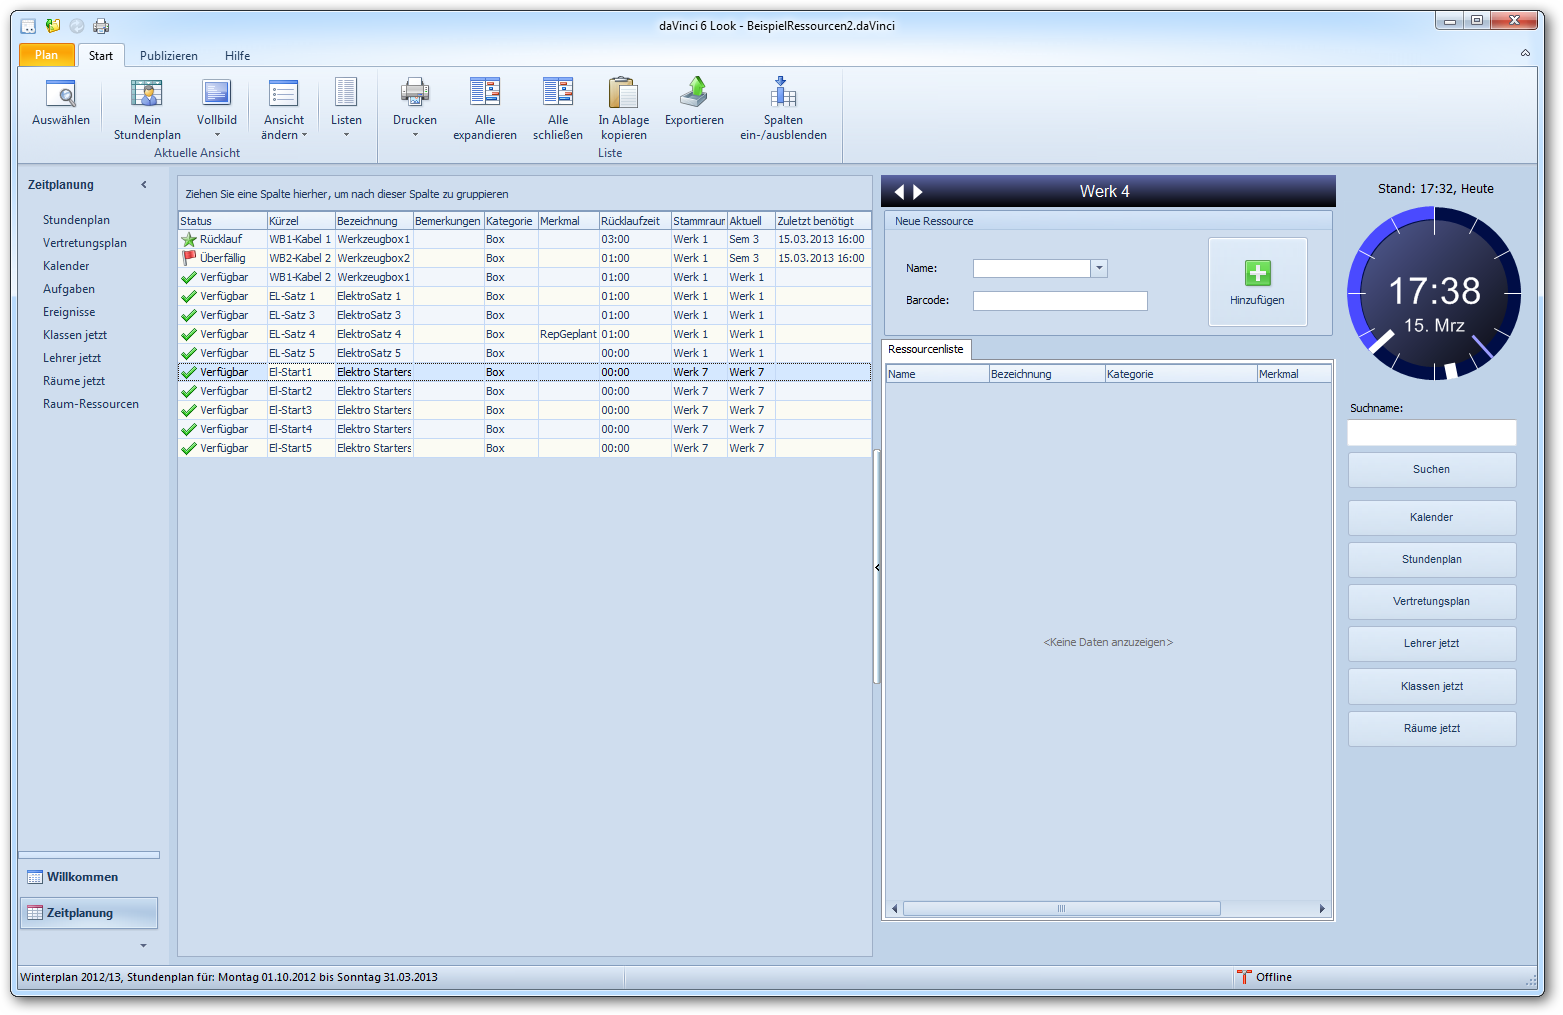 daVinci 6 Look - BeispielRessourcen2.daVinci
Plan Start Publizieren Hilfe
Auswählen
Mein Stundenplan
Vollbild
Ansicht ändern
Listen
Drucken
Alle expandieren
Alle schließen
In Ablage kopieren
Exportieren
Spalten ein-/ausblenden
Aktuelle Ansicht
Liste
Zeitplanung
Stundenplan
Vertretungsplan
Kalender
Aufgaben
Ereignisse
Klassen jetzt
Lehrer jetzt
Räume jetzt
Raum-Ressourcen
Willkommen
Zeitplanung
Ziehen Sie eine Spalte hierher, um nach dieser Spalte zu gruppieren
Status Kürzel Bezeichnung Bemerkungen Kategorie Merkmal Rücklaufzeit Stammraur Aktuell Zuletzt benötigt
Rücklauf WB1-Kabel 1 Werkzeugbox1 Box 03:00 Werk 1 Sem 3 15.03.2013 16:00
Überfällig WB2-Kabel 2 Werkzeugbox2 Box 01:00 Werk 1 Sem 3 15.03.2013 16:00
Verfügbar WB1-Kabel 2 Werkzeugbox1 Box 01:00 Werk 1 Werk 1
Verfügbar EL-Satz 1 ElektroSatz 1 Box 01:00 Werk 1 Werk 1
Verfügbar EL-Satz 3 ElektroSatz 3 Box 01:00 Werk 1 Werk 1
Verfügbar EL-Satz 4 ElektroSatz 4 Box RepGeplant 01:00 Werk 1 Werk 1
Verfügbar EL-Satz 5 ElektroSatz 5 Box 00:00 Werk 1 Werk 1
Verfügbar El-Start1 Elektro Starters Box 00:00 Werk 7 Werk 7
Verfügbar El-Start2 Elektro Starters Box 00:00 Werk 7 Werk 7
Verfügbar El-Start3 Elektro Starters Box 00:00 Werk 7 Werk 7
Verfügbar El-Start4 Elektro Starters Box 00:00 Werk 7 Werk 7
Verfügbar El-Start5 Elektro Starters Box 00:00 Werk 7 Werk 7
Werk 4
Neue Ressource
Name:
Barcode:
Hinzufügen
Ressourcenliste
Name Bezeichnung Kategorie Merkmal
<Keine Daten anzuzeigen>
Stand: 17:32, Heute
17:38
15. Mrz
Suchname:
Suchen
Kalender
Stundenplan
Vertretungsplan
Lehrer jetzt
Klassen jetzt
Räume jetzt
Winterplan 2012/13, Stundenplan für: Montag 01.10.2012 bis Sonntag 31.03.2013
Offline